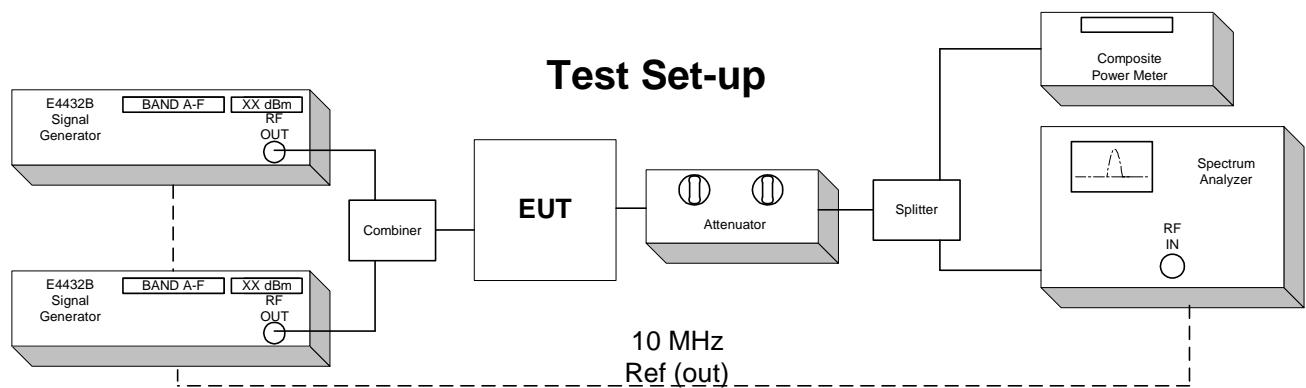 Test Set-up
E4432B
Signal
Generator
BAND A-F
XX dBm
RF
OUT
E4432B
Signal
Generator
BAND A-F
XX dBm
RF
OUT
Combiner
EUT
Attenuator
Splitter
Composite
Power Meter
Spectrum
Analyzer
RF
IN
10 MHz
Ref (out)